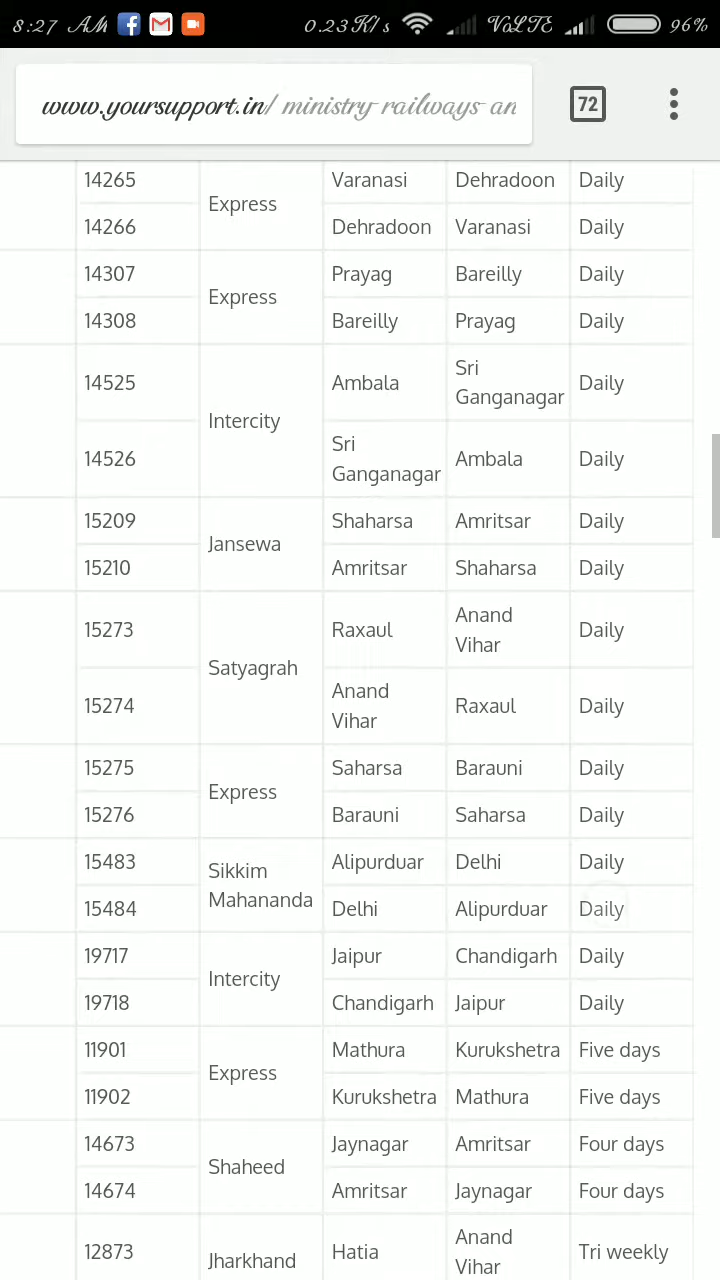 8:27 AM 0.23K/s VoLTE 96%
www.yoursupport.in/ministry-railways-an 72
14265 Express Varanasi Dehradoon Daily
14266 Dehradoon Varanasi Daily
14307 Express Prayag Bareilly Daily
14308 Bareilly Prayag Daily
14525 Intercity Ambala Sri Ganganagar Daily
14526 Sri Ganganagar Ambala Daily
15209 Jansewa Shaharsa Amritsar Daily
15210 Amritsar Shaharsa Daily
15273 Satyagrah Raxaul Anand Vihar Daily
15274 Anand Vihar Raxaul Daily
15275 Express Saharsa Barauni Daily
15276 Barauni Saharsa Daily
15483 Sikkim Mahananda Alipurduar Delhi Daily
15484 Delhi Alipurduar Daily
19717 Intercity Jaipur Chandigarh Daily
19718 Chandigarh Jaipur Daily
11901 Express Mathura Kurukshetra Five days
11902 Kurukshetra Mathura Five days
14673 Shaheed Jaynagar Amritsar Four days
14674 Amritsar Jaynagar Four days
12873 Jharkhand Hatia Anand Vihar Tri weekly